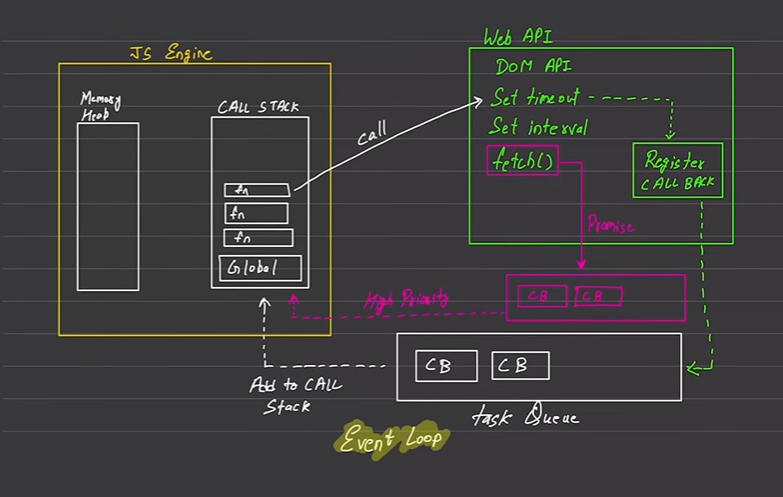 JS Engine
Memory
Heab
CALL STACK
fn
fn
fn
Global
call
Web API
DOM API
Set timeout
Set interval
fetch()
Register
CALL BACK
Promise
CB
CB
High Priority
CB
CB
Add to CALL
Stack
task Queue
Event Loop